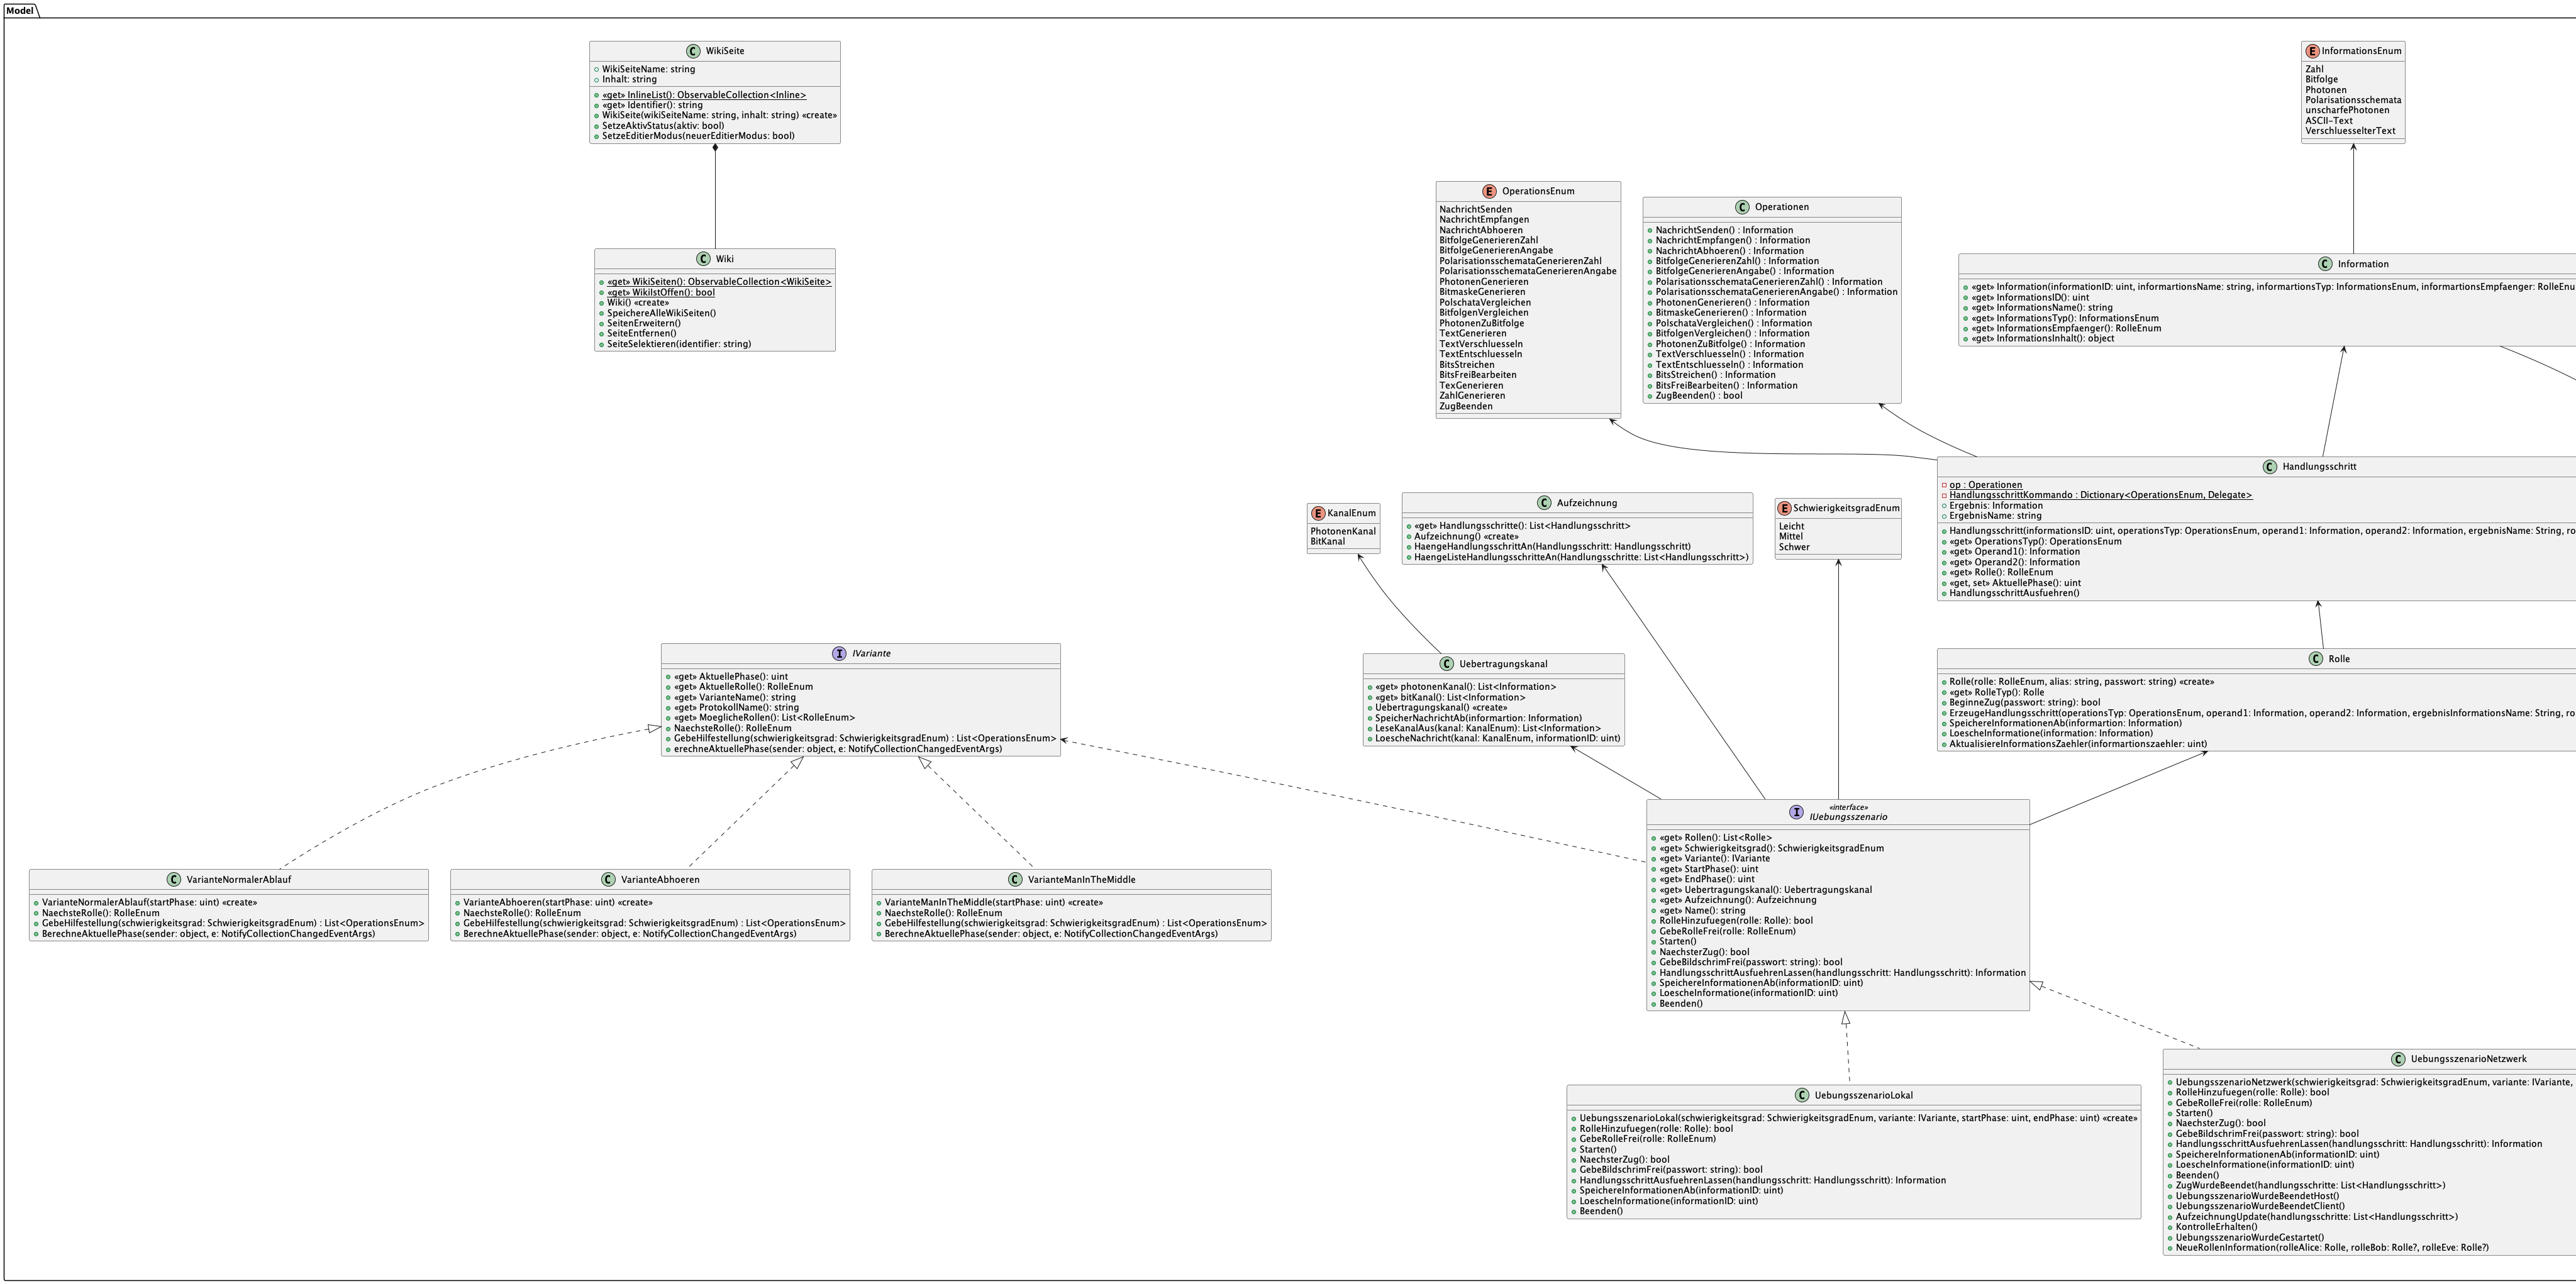 Model
WikiSeite
WikiSeiteName: string
Inhalt: string
«get» InlineList(): ObservableCollection<Inline>
«get» Identifier(): string
WikiSeite(wikiSeiteName: string, inhalt: string) «create»
SetzeAktivStatus(aktiv: bool)
SetzeEditierModus(neuerEditierModus: bool)
InformationsEnum
Zahl
Bitfolge
Photonen
Polarisationsschemata
unscharfePhotonen
ASCII-Text
VerschluesselterText
OperationsEnum
NachrichtSenden
NachrichtEmpfangen
NachrichtAbhoeren
BitfolgeGenerierenZahl
BitfolgeGenerierenAngabe
PolarisationsschemataGenerierenZahl
PolarisationsschemataGenerierenAngabe
PhotonenGenerieren
BitmaskeGenerieren
PolschataVergleichen
BitfolgenVergleichen
PhotonenZuBitfolge
TextGenerieren
TextVerschluesseln
TextEntschluesseln
BitsStreichen
BitsFreiBearbeiten
TexGenerieren
ZahlGenerieren
ZugBeenden
Operationen
NachrichtSenden() : Information
NachrichtEmpfangen() : Information
NachrichtAbhoeren() : Information
BitfolgeGenerierenZahl() : Information
BitfolgeGenerierenAngabe() : Information
PolarisationsschemataGenerierenZahl() : Information
PolarisationsschemataGenerierenAngabe() : Information
PhotonenGenerieren() : Information
BitmaskeGenerieren() : Information
PolschataVergleichen() : Information
BitfolgenVergleichen() : Information
PhotonenZuBitfolge() : Information
TextVerschluesseln() : Information
TextEntschluesseln() : Information
BitsStreichen() : Information
BitsFreiBearbeiten() : Information
ZugBeenden() : bool
Wiki
«get» WikiSeiten(): ObservableCollection<WikiSeite>
«get» WikiIstOffen(): bool
Wiki() «create»
SpeichereAlleWikiSeiten()
SeitenErweitern()
SeiteEntfernen()
SeiteSelektieren(identifier: string)
Information
«get» Information(informationID: uint, informartionsName: string, informartionsTyp: InformationsEnum, informartionsEmpfaenger: RolleEnu
«get» InformationsID(): uint
«get» InformationsName(): string
«get» InformationsTyp(): InformationsEnum
«get» InformationsEmpfaenger(): RolleEnum
«get» InformationsInhalt(): object
Handlungsschritt
op : Operationen
HandlungsschrittKommando : Dictionary<OperationsEnum, Delegate>
Ergebnis: Information
ErgebnisName: string
Handlungsschritt(informationsID: uint, operationsTyp: OperationsEnum, operand1: Information, operand2: Information, ergebnisName: String, ro
«get» OperationsTyp(): OperationsEnum
«get» Operand1(): Information
«get» Operand2(): Information
«get» Rolle(): RolleEnum
«get, set» AktuellePhase(): uint
HandlungsschrittAusfuehren()
KanalEnum
PhotonenKanal
BitKanal
Aufzeichnung
«get» Handlungsschritte(): List<Handlungsschritt>
Aufzeichnung() «create»
HaengeHandlungsschrittAn(Handlungsschritt: Handlungsschritt)
HaengeListeHandlungsschritteAn(Handlungsschritte: List<Handlungsschritt>)
SchwierigkeitsgradEnum
Leicht
Mittel
Schwer
IVariante
«get» AktuellePhase(): uint
«get» AktuelleRolle(): RolleEnum
«get» VarianteName(): string
«get» ProtokollName(): string
«get» MoeglicheRollen(): List<RolleEnum>
NaechsteRolle(): RolleEnum
GebeHilfestellung(schwierigkeitsgrad: SchwierigkeitsgradEnum) : List<OperationsEnum>
erechneAktuellePhase(sender: object, e: NotifyCollectionChangedEventArgs)
Uebertragungskanal
«get» photonenKanal(): List<Information>
«get» bitKanal(): List<Information>
Uebertragungskanal() «create»
SpeicherNachrichtAb(informartion: Information)
LeseKanalAus(kanal: KanalEnum): List<Information>
LoescheNachricht(kanal: KanalEnum, informationID: uint)
Rolle
Rolle(rolle: RolleEnum, alias: string, passwort: string) «create»
«get» RolleTyp(): Rolle
BeginneZug(passwort: string): bool
ErzeugeHandlungsschritt(operationsTyp: OperationsEnum, operand1: Information, operand2: Information, ergebnisInformationsName: String, ro
SpeichereInformationenAb(informartion: Information)
LoescheInformatione(information: Information)
AktualisiereInformationsZaehler(informartionszaehler: uint)
«interface»
IUebungsszenario
«get» Rollen(): List<Rolle>
«get» Schwierigkeitsgrad(): SchwierigkeitsgradEnum
«get» Variante(): IVariante
«get» StartPhase(): uint
«get» EndPhase(): uint
«get» Uebertragungskanal(): Uebertragungskanal
«get» Aufzeichnung(): Aufzeichnung
«get» Name(): string
RolleHinzufuegen(rolle: Rolle): bool
GebeRolleFrei(rolle: RolleEnum)
Starten()
NaechsterZug(): bool
GebeBildschrimFrei(passwort: string): bool
HandlungsschrittAusfuehrenLassen(handlungsschritt: Handlungsschritt): Information
SpeichereInformationenAb(informationID: uint)
LoescheInformatione(informationID: uint)
Beenden()
VarianteNormalerAblauf
VarianteNormalerAblauf(startPhase: uint) «create»
NaechsteRolle(): RolleEnum
GebeHilfestellung(schwierigkeitsgrad: SchwierigkeitsgradEnum) : List<OperationsEnum>
BerechneAktuellePhase(sender: object, e: NotifyCollectionChangedEventArgs)
VarianteAbhoeren
VarianteAbhoeren(startPhase: uint) «create»
NaechsteRolle(): RolleEnum
GebeHilfestellung(schwierigkeitsgrad: SchwierigkeitsgradEnum) : List<OperationsEnum>
BerechneAktuellePhase(sender: object, e: NotifyCollectionChangedEventArgs)
VarianteManInTheMiddle
VarianteManInTheMiddle(startPhase: uint) «create»
NaechsteRolle(): RolleEnum
GebeHilfestellung(schwierigkeitsgrad: SchwierigkeitsgradEnum) : List<OperationsEnum>
BerechneAktuellePhase(sender: object, e: NotifyCollectionChangedEventArgs)
UebungsszenarioLokal
UebungsszenarioLokal(schwierigkeitsgrad: SchwierigkeitsgradEnum, variante: IVariante, startPhase: uint, endPhase: uint) «create»
RolleHinzufuegen(rolle: Rolle): bool
GebeRolleFrei(rolle: RolleEnum)
Starten()
NaechsterZug(): bool
GebeBildschrimFrei(passwort: string): bool
HandlungsschrittAusfuehrenLassen(handlungsschritt: Handlungsschritt): Information
SpeichereInformationenAb(informationID: uint)
LoescheInformatione(informationID: uint)
Beenden()
UebungsszenarioNetzwerk
UebungsszenarioNetzwerk(schwierigkeitsgrad: SchwierigkeitsgradEnum, variante: IVariante,
RolleHinzufuegen(rolle: Rolle): bool
GebeRolleFrei(rolle: RolleEnum)
Starten()
NaechsterZug(): bool
GebeBildschrimFrei(passwort: string): bool
HandlungsschrittAusfuehrenLassen(handlungsschritt: Handlungsschritt): Information
SpeichereInformationenAb(informationID: uint)
LoescheInformatione(informationID: uint)
Beenden()
ZugWurdeBeendet(handlungsschritte: List<Handlungsschritt>)
UebungsszenarioWurdeBeendetHost()
UebungsszenarioWurdeBeendetClient()
AufzeichnungUpdate(handlungsschritte: List<Handlungsschritt>)
KontrolleErhalten()
UebungsszenarioWurdeGestartet()
NeueRollenInformation(rolleAlice: Rolle, rolleBob: Rolle?, rolleEve: Rolle?)